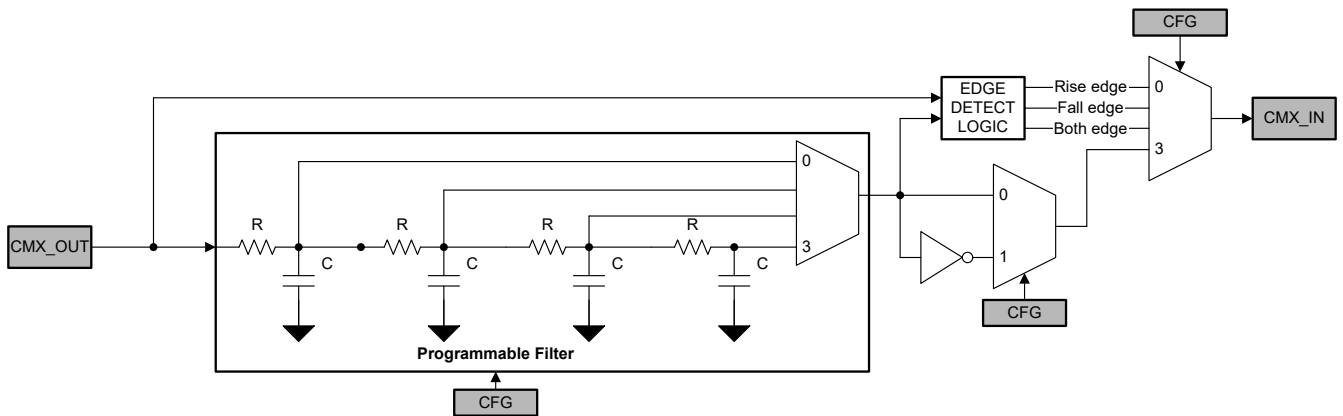 CFG
EDGE
DETECT
LOGIC
Rise edge
Fall edge
Both edge
0
3
CMX_IN
0
3
0
1
CMX_OUT
R
R
R
R
C
C
C
C
CFG
Programmable Filter
CFG